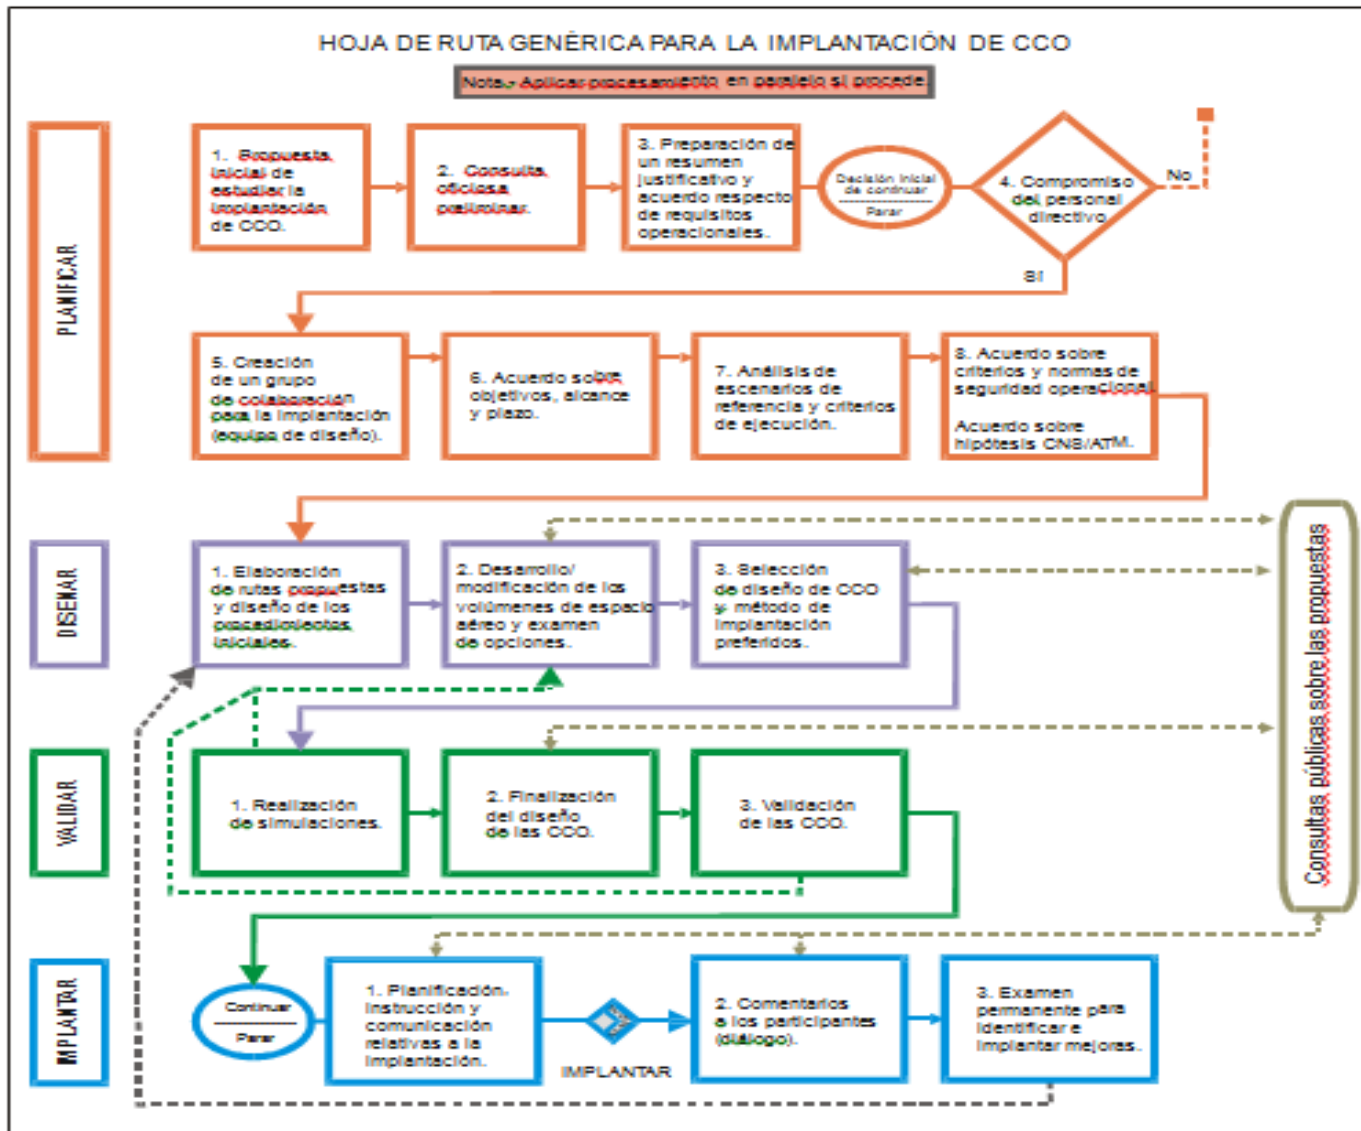 HOJA DE RUTA GENÉRICA PARA LA IMPLANTACIÓN DE CCO
Nota.- Aplicar procesamiento en paralelo si procede.
PLANIFICAR
1. Propuesta
inicial de
estudiar la
implantación
de CCO.
2. Consulta
oficiosa
preliminar.
3. Preparación de
un resumen
justificativo y
acuerdo respecto
de requisitos
operacionales.
Decisión inicial
de continuar
Parar
4. Compromiso
del personal
directivo
No
Sí
5. Creación
de un grupo
de colaboración
para la implantación
(equipo de diseño).
6. Acuerdo sobre
objetivos, alcance
y plazo.
7. Análisis de
escenarios de
referencia y criterios
de ejecución.
8. Acuerdo sobre
criterios y normas de
seguridad operacional.
Acuerdo sobre
hipótesis CNS/ATM.
DISEÑAR
1. Elaboración
de rutas propuestas
y diseño de los
procedimientos
iniciales.
2. Desarrollo/
modificación de los
volúmenes de espacio
aéreo y examen
de opciones.
3. Selección
de diseño de CCO
y método de
implantación
preferidos.
Consultas públicas sobre las propuestas
VALIDAR
1. Realización
de simulaciones.
2. Finalización
del diseño
de las CCO.
3. Validación
de las CCO.
IMPLANTAR
Continuar
Parar
1. Planificación-
instrucción y
comunicación
relativas a la
implantación.
IMPLANTAR
2. Comentarios
a los participantes
(diálogo).
3. Examen
permanente para
identificar e
implantar mejoras.